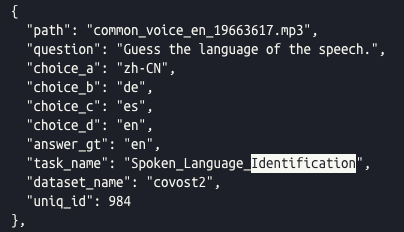 {
"path": "common_voice_en_19663617.mp3",
"question": "Guess the language of the speech.",
"choice_a": "zh-CN",
"choice_b": "de",
"choice_c": "es",
"choice_d": "en",
"answer_gt": "en",
"task_name": "Spoken_Language_Identification",
"dataset_name": "covost2",
"uniq_id": 984
},